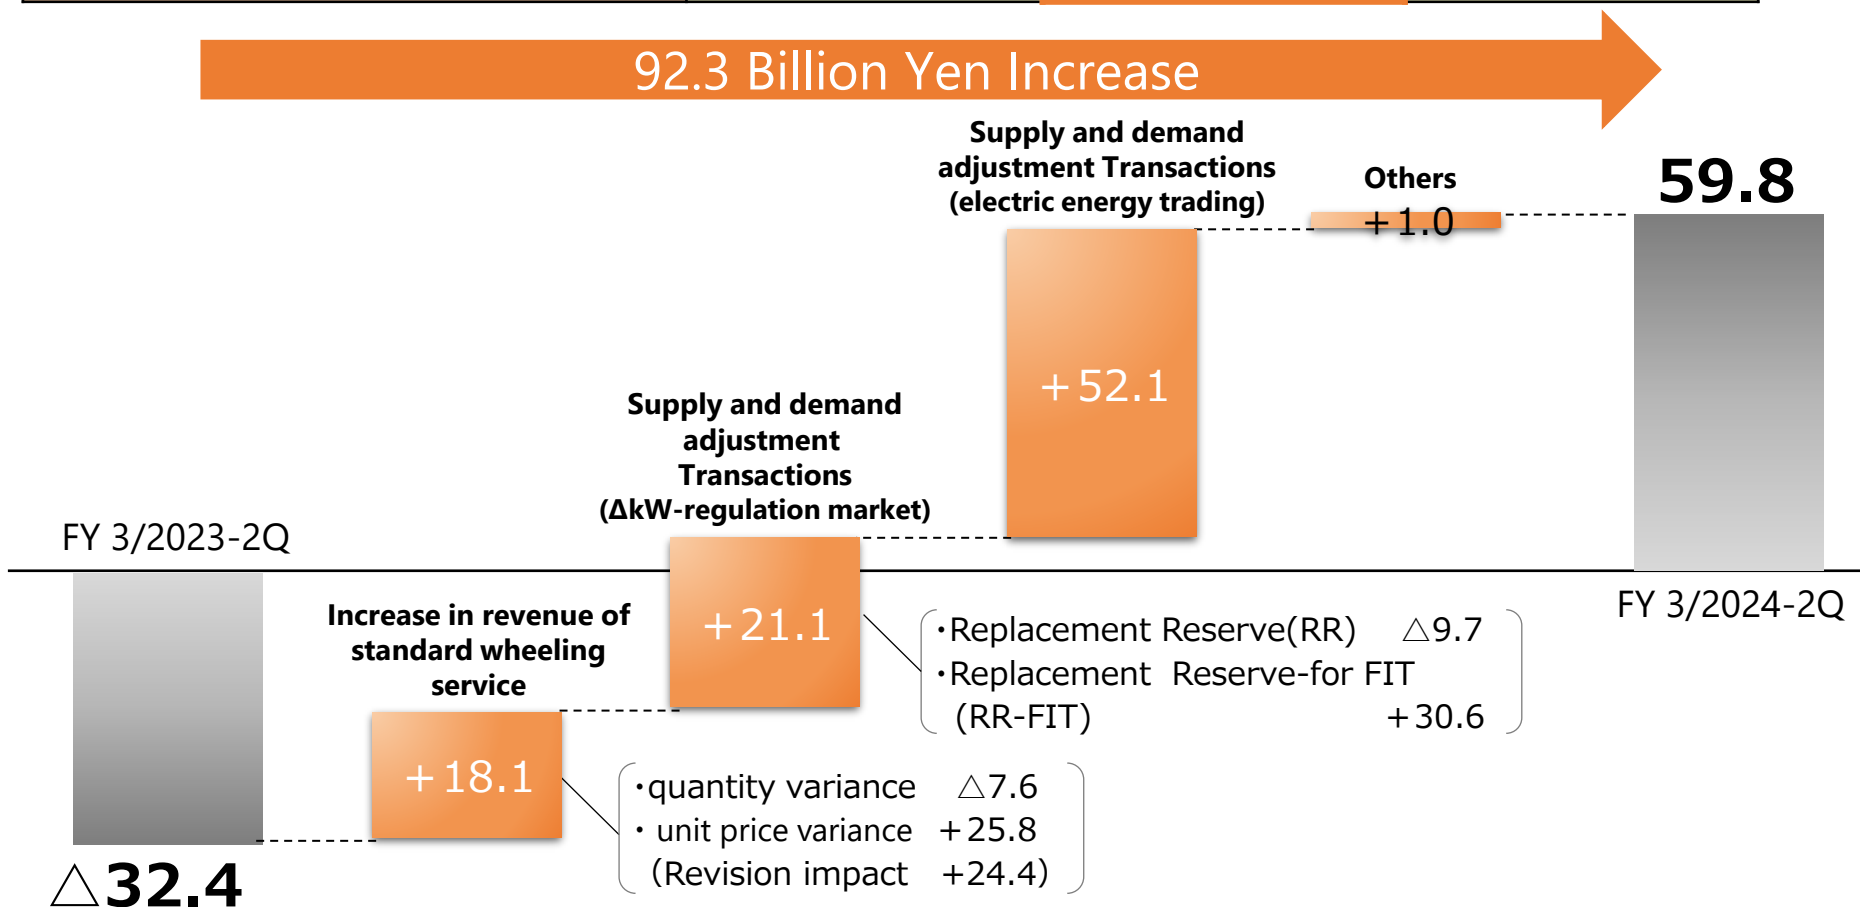 92.3 Billion Yen Increase
Supply and demand
adjustment Transactions
(electric energy trading)
Others
+1.0
59.8
+52.1
Supply and demand
adjustment
Transactions
(ΔkW-regulation market)
FY 3/2023-2Q
+21.1
Increase in revenue of
standard wheeling
service
+18.1
・Replacement Reserve(RR) △9.7
・Replacement Reserve-for FIT
(RR-FIT) +30.6
FY 3/2024-2Q
・quantity variance △7.6
・unit price variance +25.8
(Revision impact +24.4)
△32.4